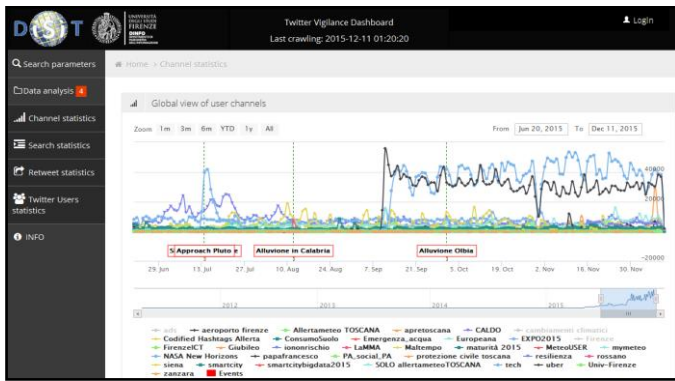 DISIT
UNIVERSITÀ
DEGLI STUDI
FIRENZE
DINFO
Twitter Vigilance Dashboard
Last crawling: 2015-12-11 01:20:20
Login
Search parameters
Home > Channel statistics
Data analysis 4
Channel statistics
Search statistics
Retweet statistics
Twitter Users
statistics
INFO
Global view of user channels
Zoom 1m 3m 6m YTD 1y All
From Jun 20, 2015 To Dec 11, 2015
40000
20000
-20000
S Approach Pluto e
Alluvione in Calabria
Alluvione Olbia
29. Jun 13. Jul 27. Jul 10. Aug 24. Aug 7. Sep 21. Sep 5. Oct 19. Oct 2. Nov 16. Nov 30. Nov
2012 2013 2014 2015
ads aeroporto firenze Allertameteo TOSCANA apretoscana CALDO cambiamenti climatici
Codified Hashtags Allerta ConsumoSuolo Emergenza_acqua Europeana EXPO2015 Firenze
FirenzeICT Giubileo iononrischio LaMMA Maltempo maturità 2015 MeteoUSER mymeteo
NASA New Horizons papafrancesco PA_social_PA protezione civile toscana resilienza rossano
siena smartcity smartcitybigdata2015 SOLO allertameteoTOSCANA tech uber Univ-Firenze
zanzara Events